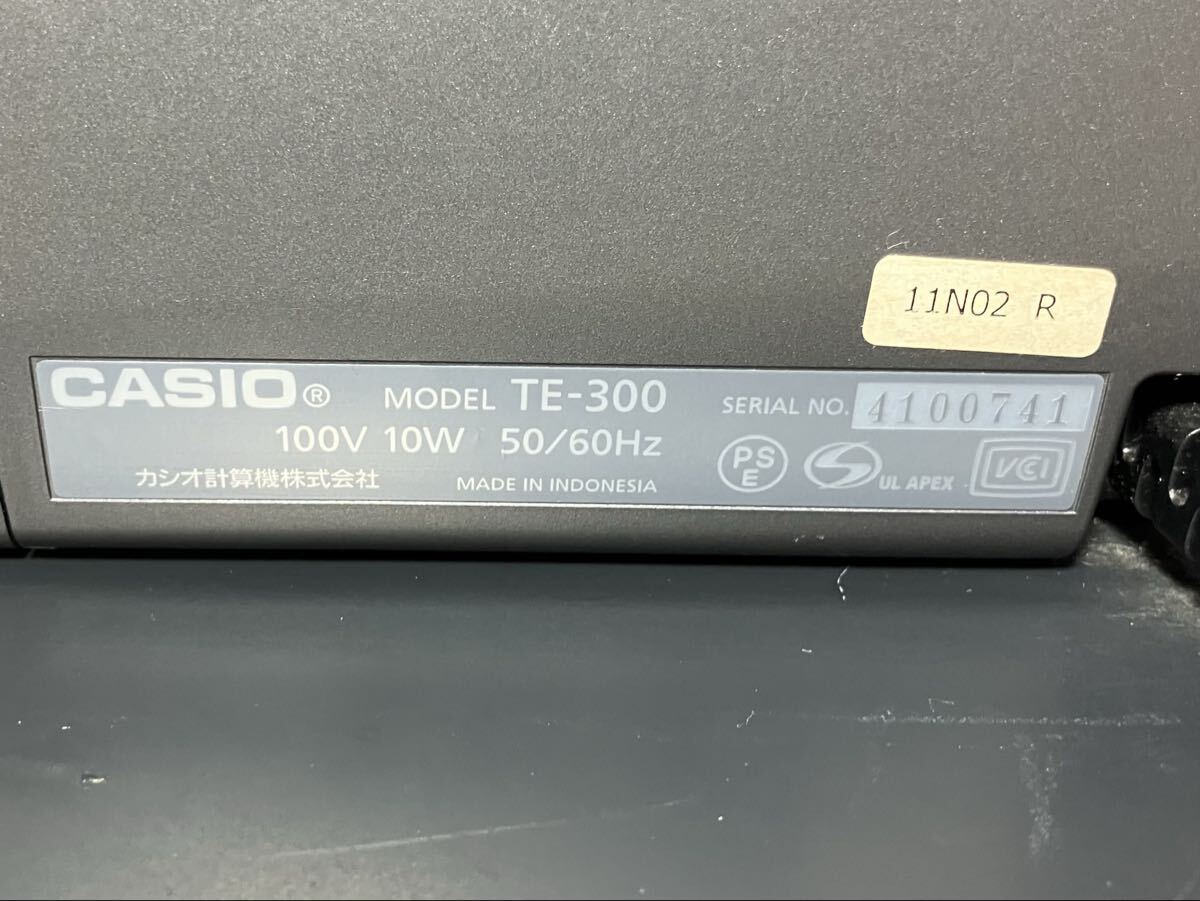 11N02 R
CASIO® MODEL TE-300 SERIAL NO. 4100741
100V 10W 50/60Hz
カシオ計算機株式会社 MADE IN INDONESIA
PSE S UL APEX VCI